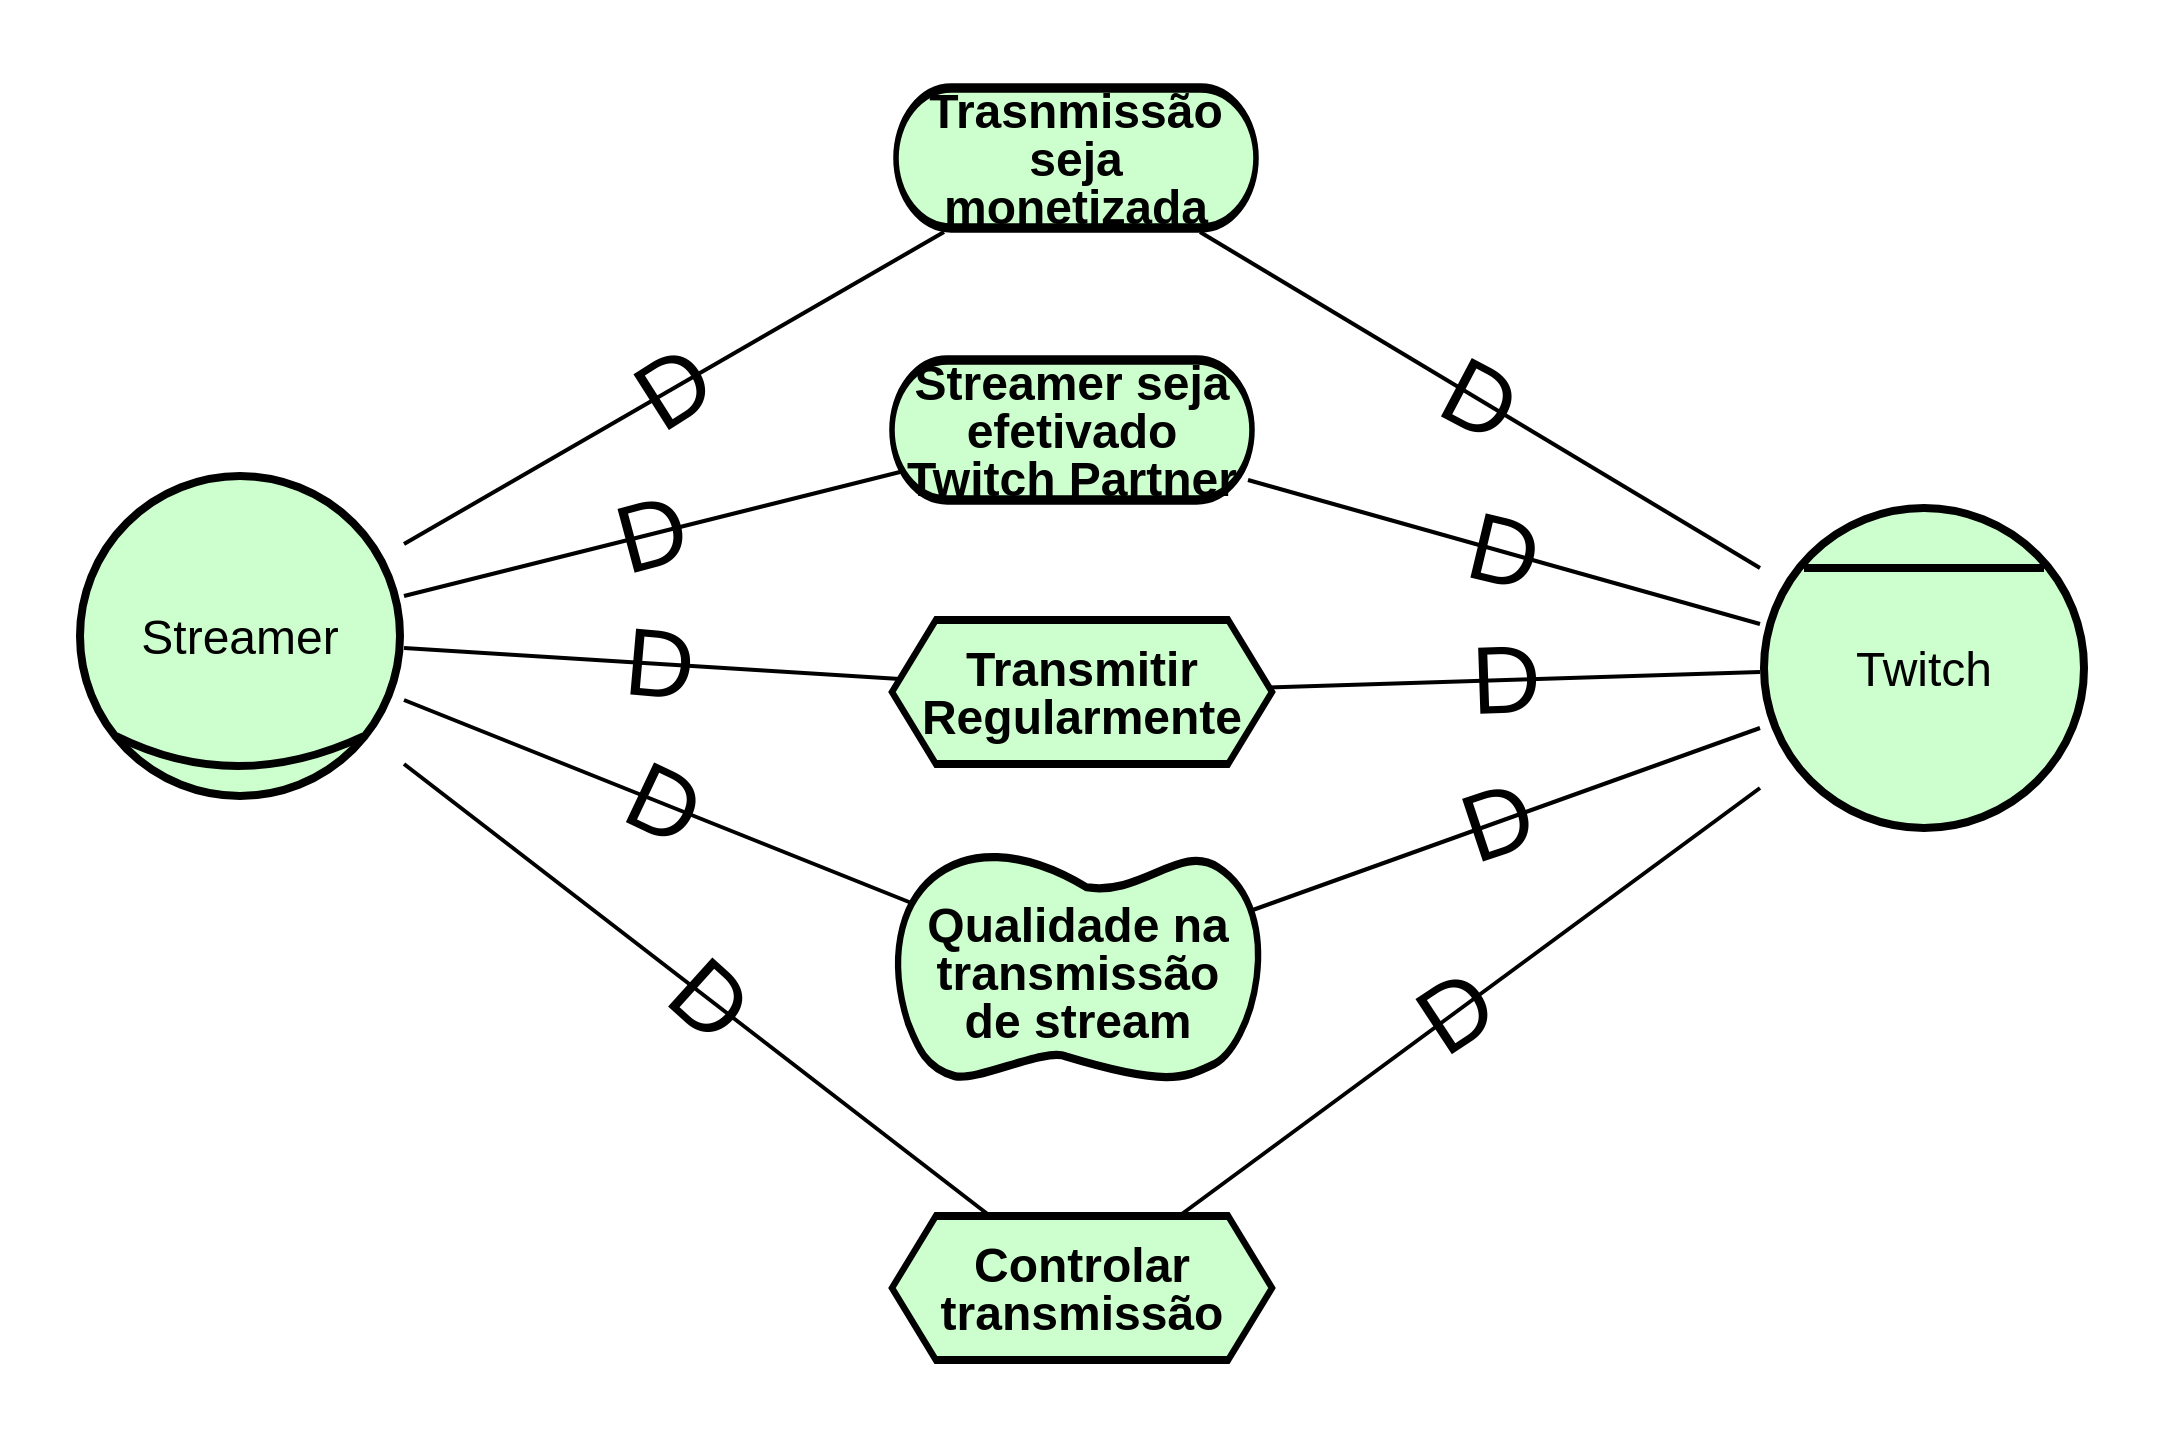 Trasnmissão
seja
monetizada
D
D
Streamer seja
efetivado
Twitch Partner
D
D
Streamer
Transmitir
Regularmente
D
D
Twitch
D
D
Qualidade na
transmissão
de stream
D
D
Controlar
transmissão